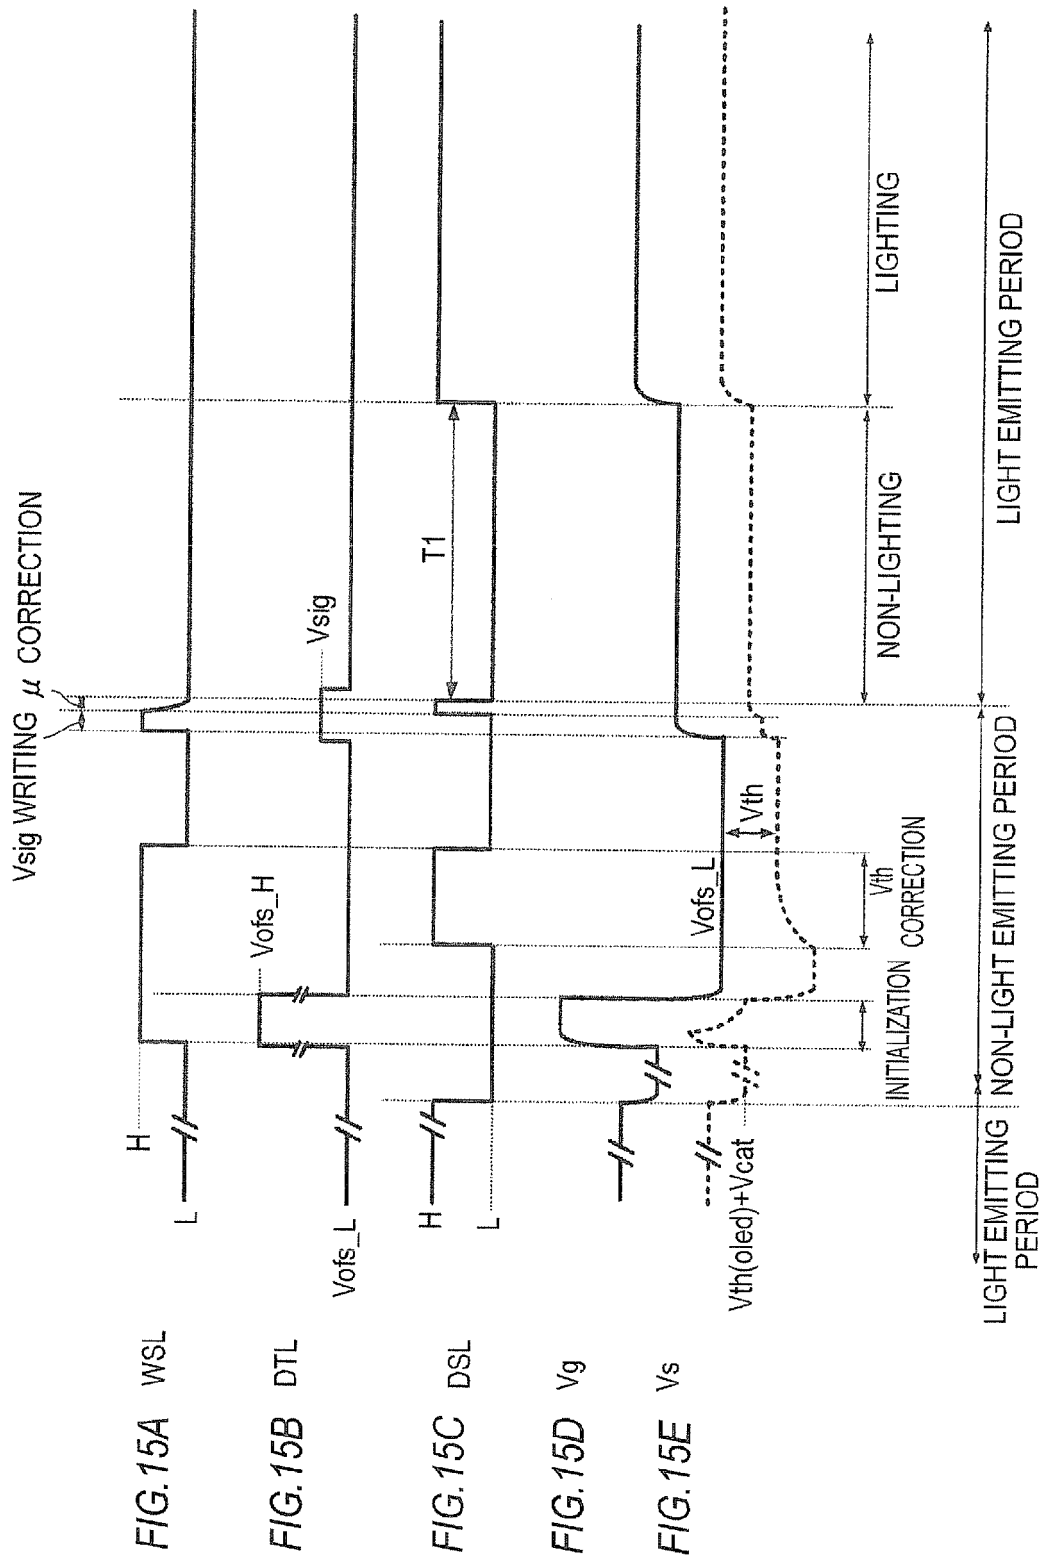 Vsig WRITING μ CORRECTION
FIG.15A WSL
H
L
FIG.15B DTL
Vofs_L
Vofs_H
Vsig
FIG.15C DSL
H
L
T1
FIG.15D Vg
Vofs_L
Vth
FIG.15E Vs
Vth(oled)+Vcat
INITIALIZATION
Vth
CORRECTION
NON-LIGHTING
LIGHTING
LIGHT EMITTING
PERIOD
NON-LIGHT EMITTING PERIOD
LIGHT EMITTING PERIOD